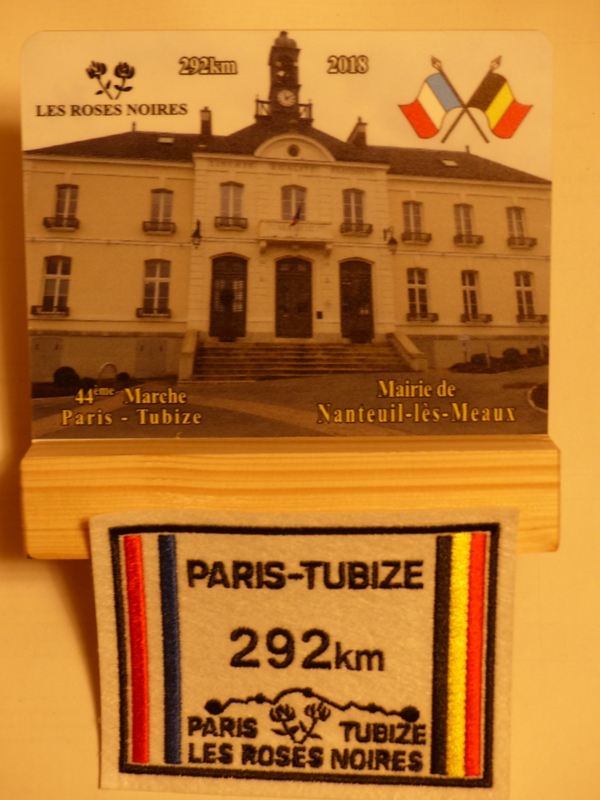 292km 2018
LES ROSES NOIRES
44ème Marche
Paris - Tubize
Mairie de
Nanteuil-lès-Meaux
PARIS-TUBIZE
292km
PARIS TUBIZE
LES ROSES NOIRES